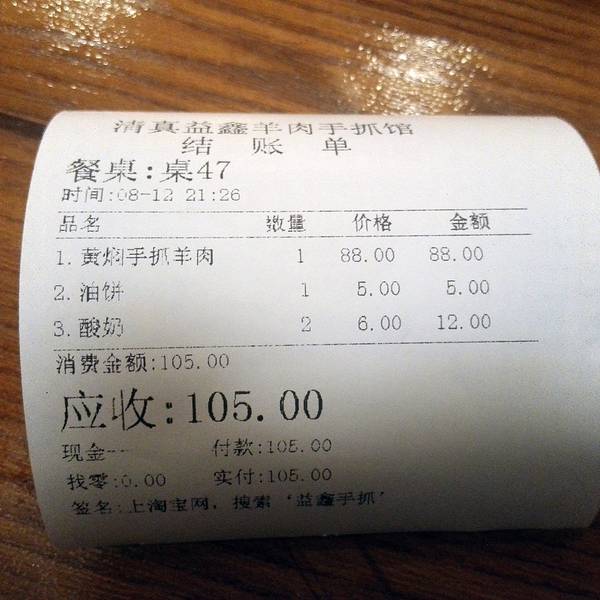 清真益鑫羊肉手抓馆
结 账 单
餐桌:桌47
时间:08-12 21:26
品名 数量 价格 金额
1.黄焖手抓羊肉 1 88.00 88.00
2.油饼 1 5.00 5.00
3.酸奶 2 6.00 12.00
消费金额:105.00
应收:105.00
现金-- 付款:105.00
找零:0.00 实付:105.00
签名:上淘宝网，搜索‘益鑫手抓’